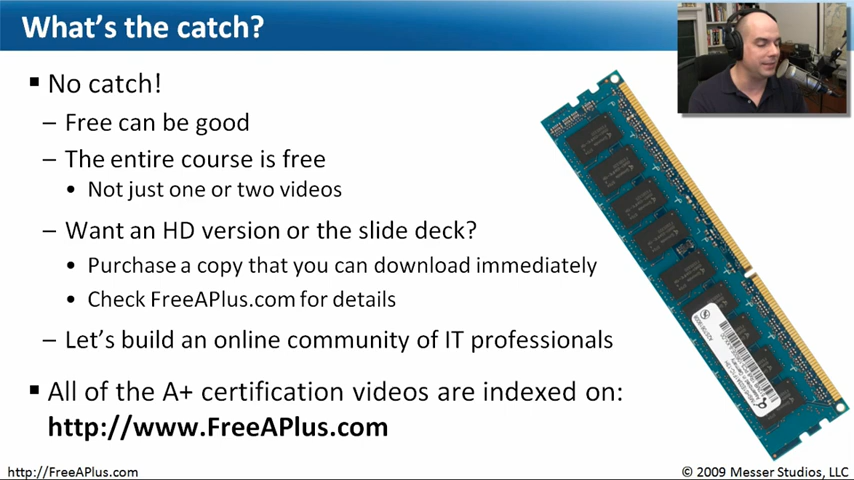 What's the catch?
▪ No catch!
– Free can be good
– The entire course is free
• Not just one or two videos
– Want an HD version or the slide deck?
• Purchase a copy that you can download immediately
• Check FreeAPlus.com for details
– Let's build an online community of IT professionals
▪ All of the A+ certification videos are indexed on:
http://www.FreeAPlus.com
http://FreeAPlus.com
© 2009 Messer Studios, LLC